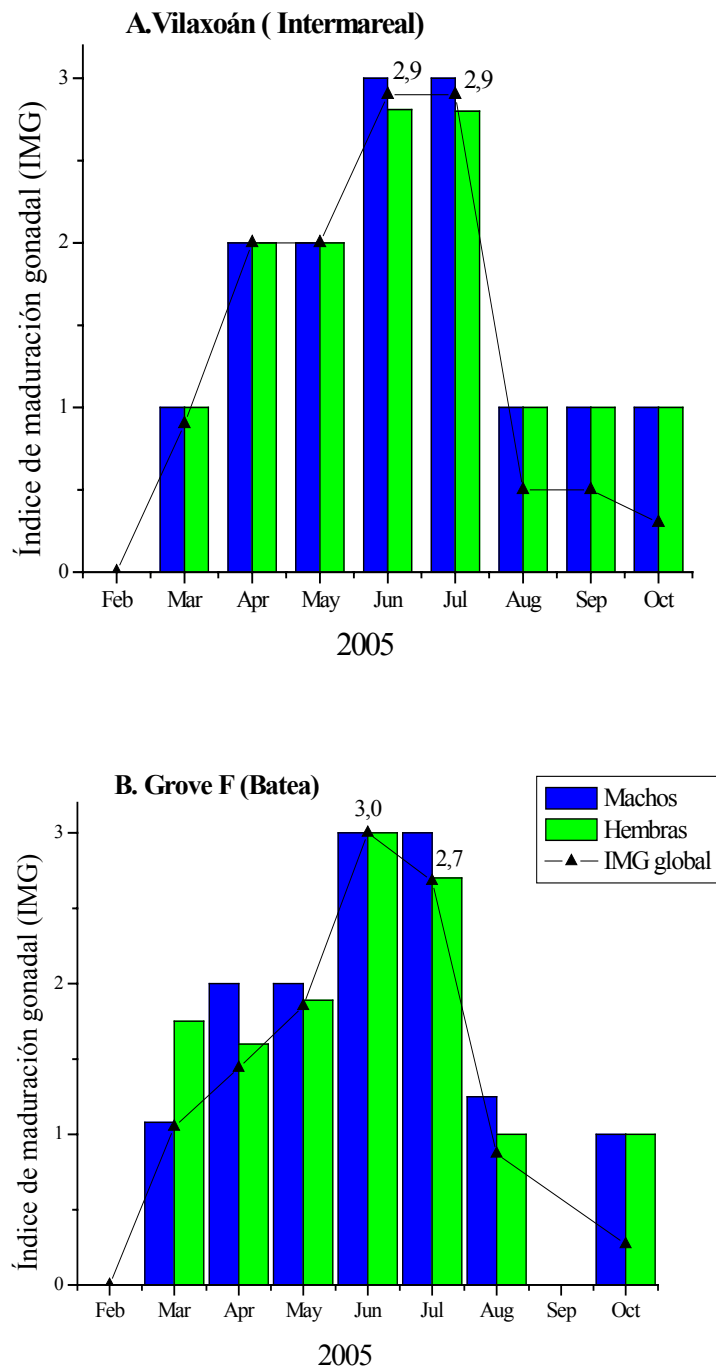 A.Vilaxoán ( Intermareal)
Índice de maduración gonadal (IMG)
3
2
1
0
2,9
2,9
Feb Mar Apr May Jun Jul Aug Sep Oct
2005
B. Grove F (Batea)
Machos
Hembras
IMG global
Índice de maduración gonadal (IMG)
3
2
1
0
3,0
2,7
Feb Mar Apr May Jun Jul Aug Sep Oct
2005